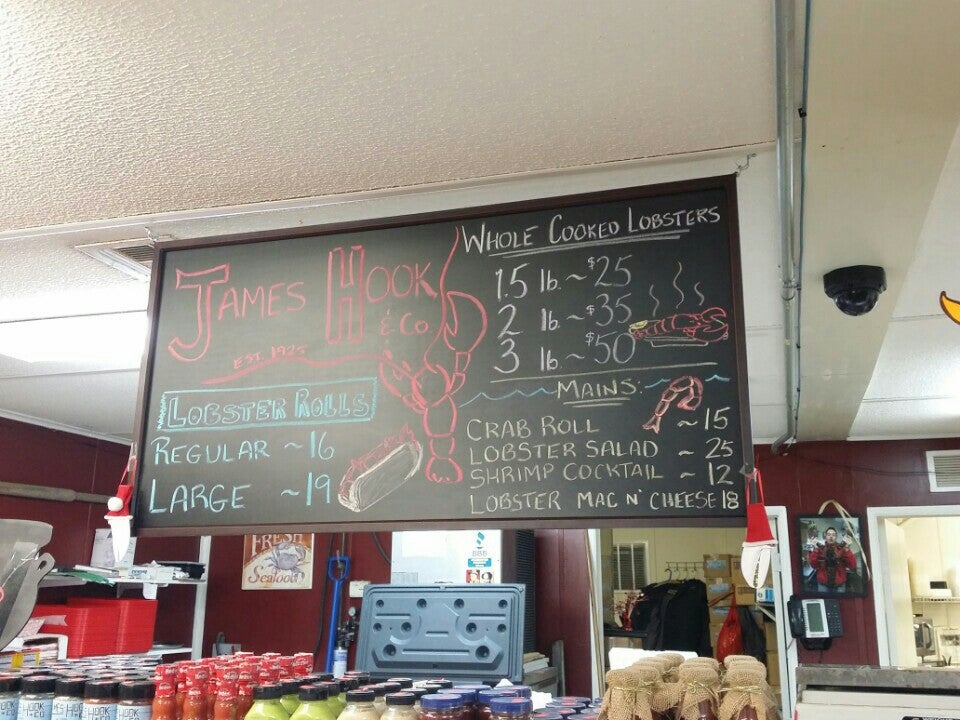 James Hook
& Co.
EST. 1925
LOBSTER ROLLS
REGULAR ~16
LARGE ~19
WHOLE COOKED LOBSTERS
1.5 lb. ~ $25
2 lb. ~ $35
3 lb. ~ $50
MAINS:
CRAB ROLL ~ 15
LOBSTER SALAD ~ 25
SHRIMP COCKTAIL ~ 12
LOBSTER MAC N' CHEESE 18
FRESH
Seafood
BBB
HOOK